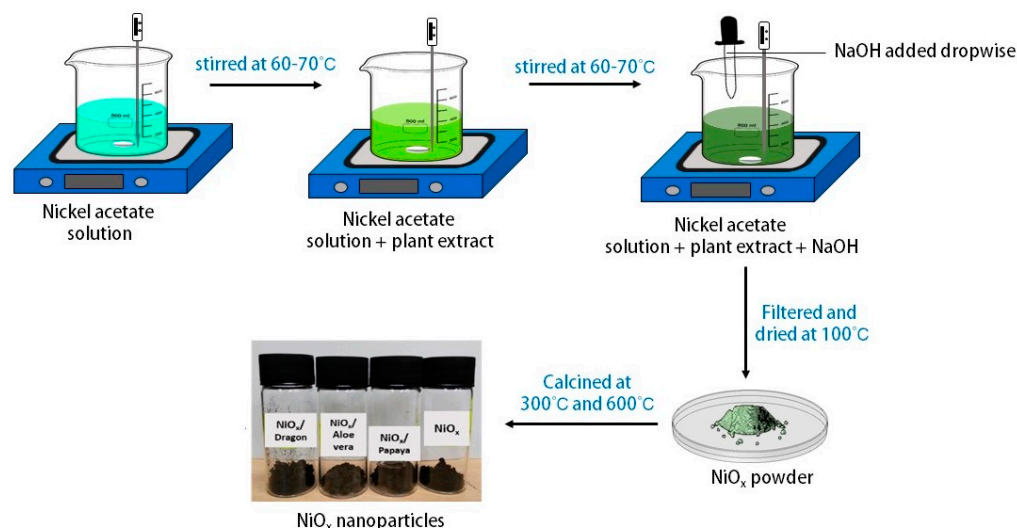 stirred at 60-70°C
stirred at 60-70°C
NaOH added dropwise
Nickel acetate
solution
Nickel acetate
solution + plant extract
Nickel acetate
solution + plant extract + NaOH
Filtered and
dried at 100°C
Calcined at
300°C and 600°C
NiOₓ/
Dragon
NiOₓ/
Aloe
vera
NiOₓ/
Papaya
NiOₓ
NiOₓ powder
NiOₓ nanoparticles